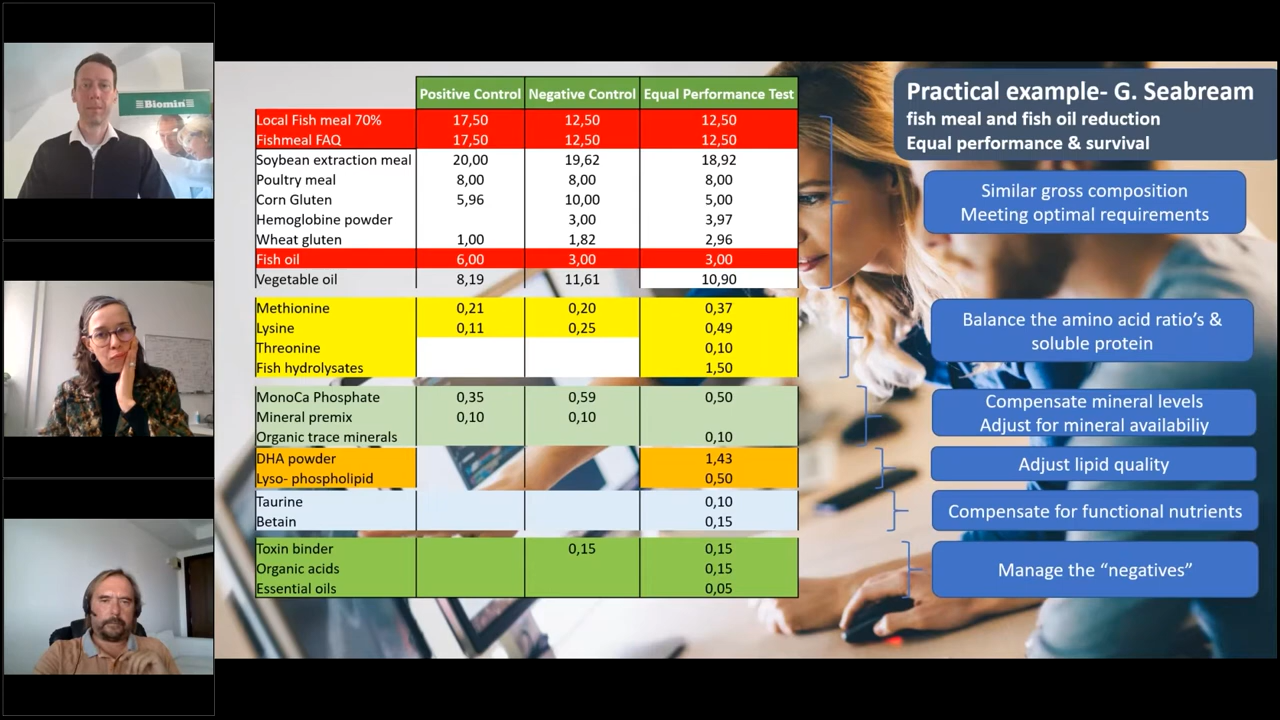 Biomin
Positive Control Negative Control Equal Performance Test
Local Fish meal 70% 17,50 12,50 12,50
Fishmeal FAQ 17,50 12,50 12,50
Soybean extraction meal 20,00 19,62 18,92
Poultry meal 8,00 8,00 8,00
Corn Gluten 5,96 10,00 5,00
Hemoglobine powder 3,00 3,97
Wheat gluten 1,00 1,82 2,96
Fish oil 6,00 3,00 3,00
Vegetable oil 8,19 11,61 10,90
Methionine 0,21 0,20 0,37
Lysine 0,11 0,25 0,49
Threonine 0,10
Fish hydrolysates 1,50
MonoCa Phosphate 0,35 0,59 0,50
Mineral premix 0,10 0,10
Organic trace minerals 0,10
DHA powder 1,43
Lyso- phospholipid 0,50
Taurine 0,10
Betain 0,15
Toxin binder 0,15 0,15
Organic acids 0,15
Essential oils 0,05
Practical example- G. Seabream
fish meal and fish oil reduction
Equal performance & survival
Similar gross composition
Meeting optimal requirements
Balance the amino acid ratio's &
soluble protein
Compensate mineral levels
Adjust for mineral availabiliy
Adjust lipid quality
Compensate for functional nutrients
Manage the “negatives”